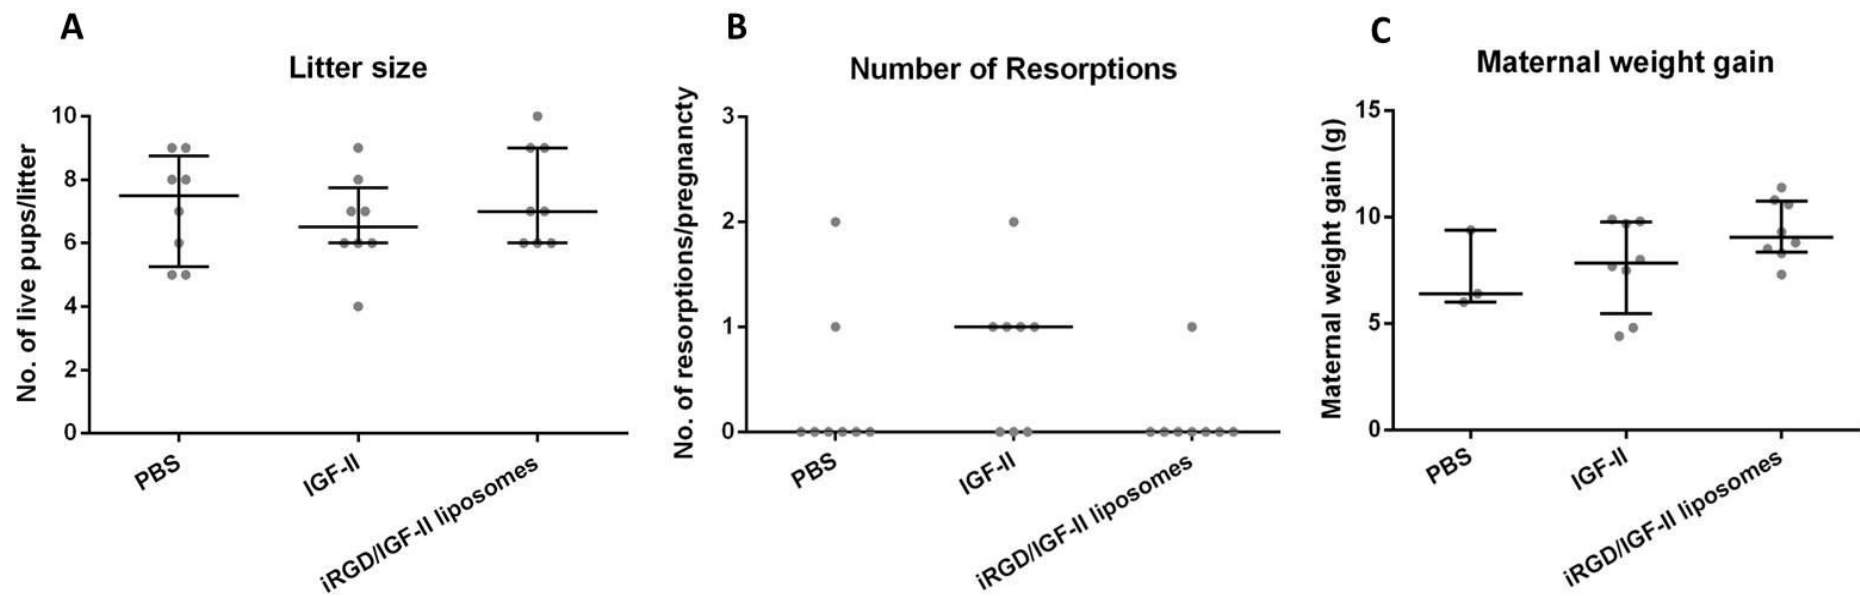 A
Litter size
No. of live pups/litter
10
8
6
4
2
0
PBS
IGF-II
iRGD/IGF-II liposomes
B
Number of Resorptions
No. of resorptions/pregnancy
3
2
1
0
PBS
IGF-II
iRGD/IGF-II liposomes
C
Maternal weight gain
Maternal weight gain (g)
15
10
5
0
PBS
IGF-II
iRGD/IGF-II liposomes